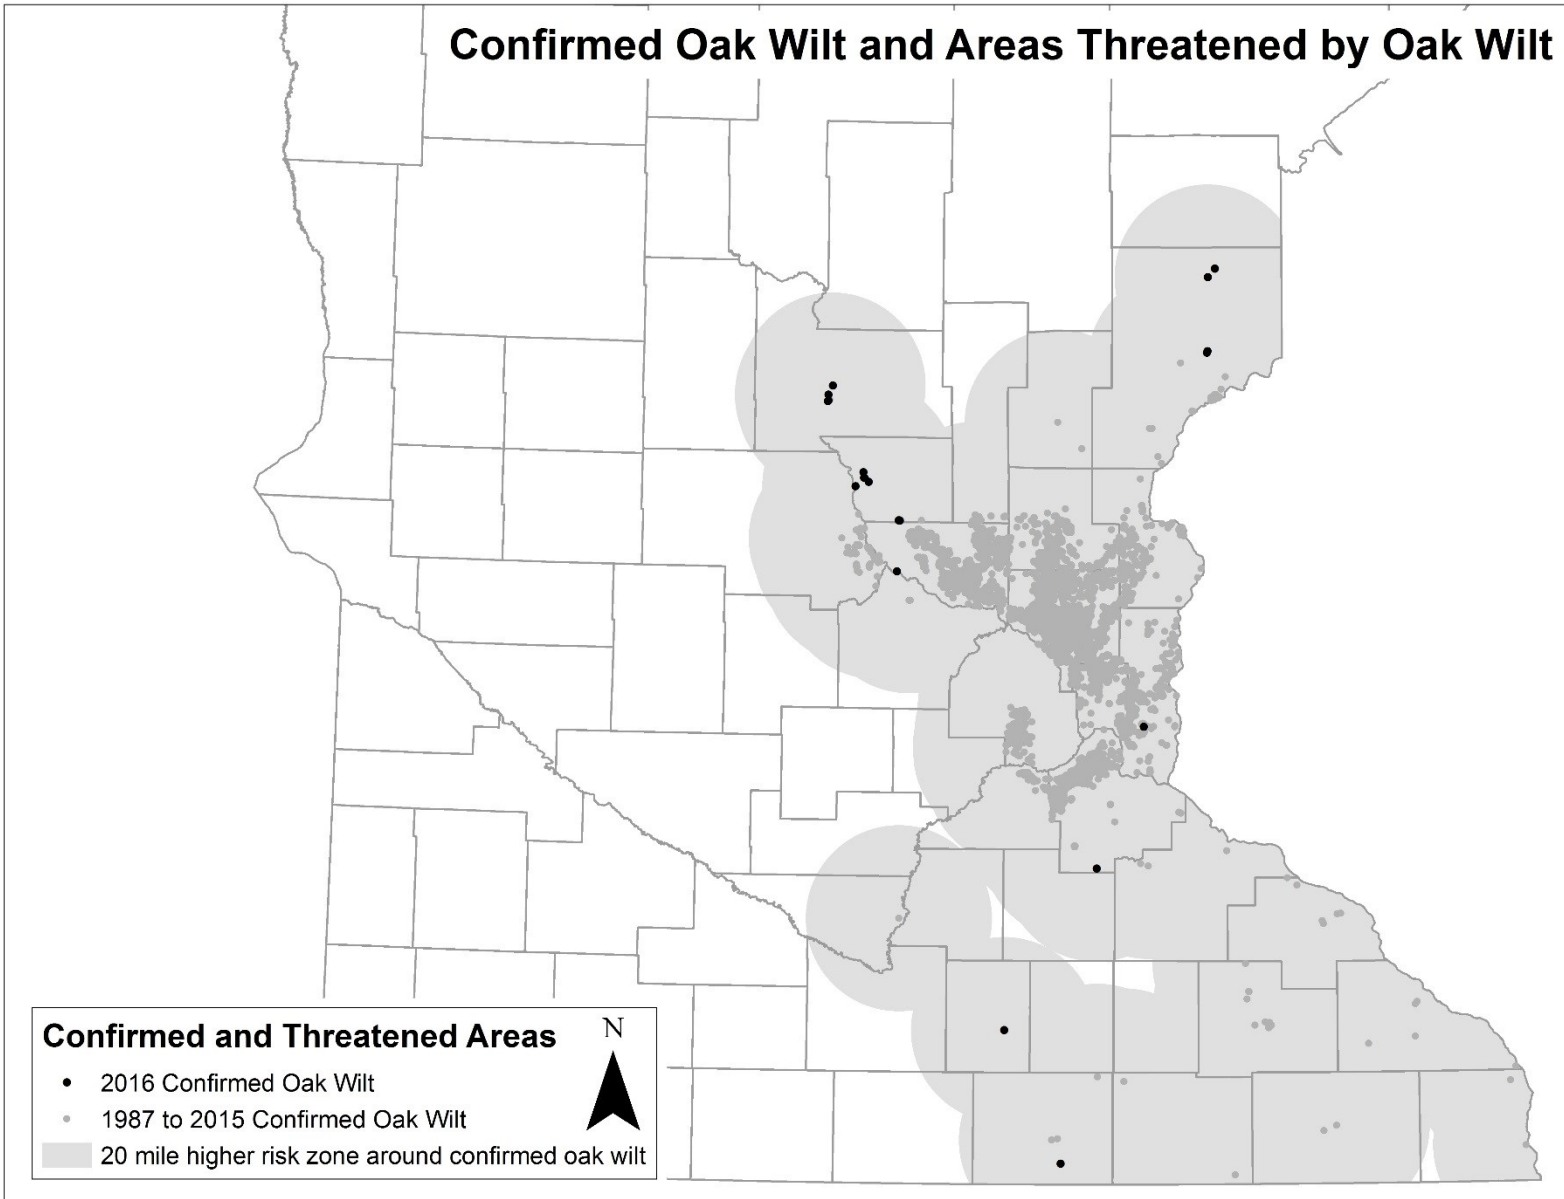 Confirmed Oak Wilt and Areas Threatened by Oak Wilt
Confirmed and Threatened Areas
N
2016 Confirmed Oak Wilt
1987 to 2015 Confirmed Oak Wilt
20 mile higher risk zone around confirmed oak wilt